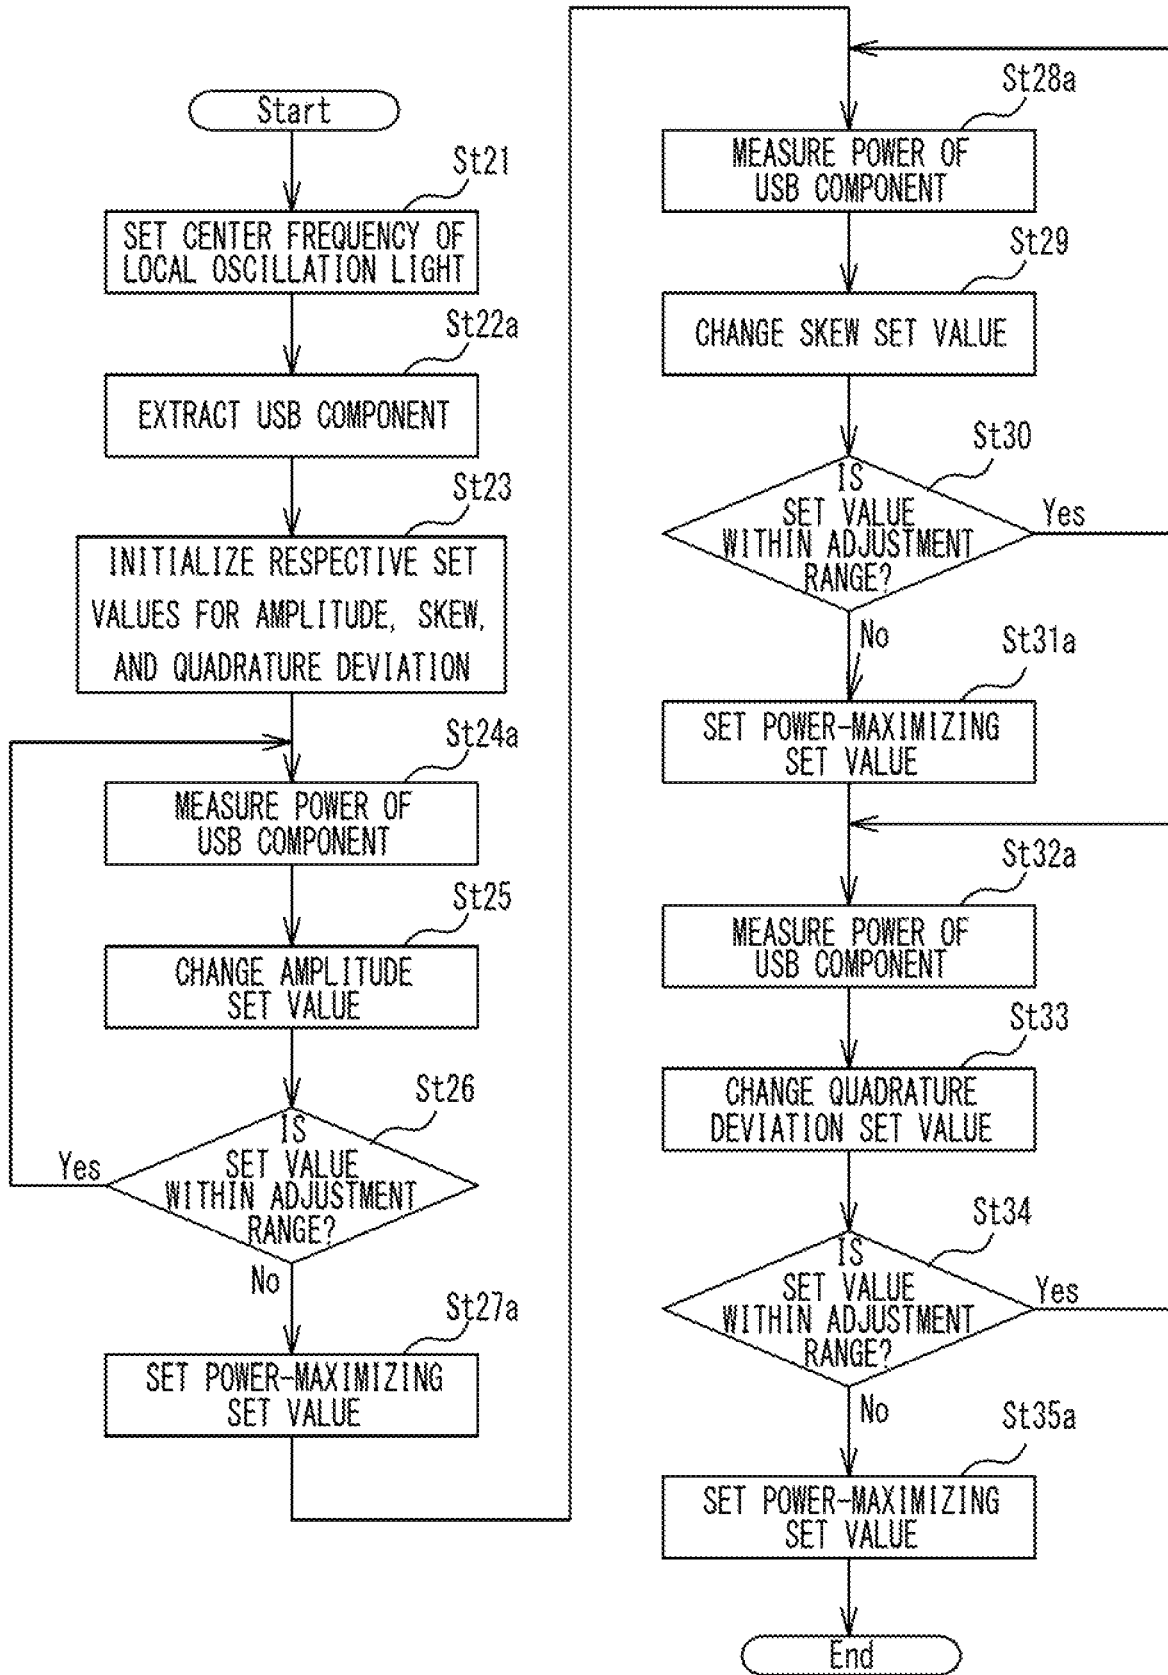 Start
St21
SET CENTER FREQUENCY OF
LOCAL OSCILLATION LIGHT
St22a
EXTRACT USB COMPONENT
St23
INITIALIZE RESPECTIVE SET
VALUES FOR AMPLITUDE, SKEW,
AND QUADRATURE DEVIATION
St24a
MEASURE POWER OF
USB COMPONENT
St25
CHANGE AMPLITUDE
SET VALUE
St26
IS
SET VALUE
WITHIN ADJUSTMENT
RANGE?
Yes
No
St27a
SET POWER-MAXIMIZING
SET VALUE
St28a
MEASURE POWER OF
USB COMPONENT
St29
CHANGE SKEW SET VALUE
St30
IS
SET VALUE
WITHIN ADJUSTMENT
RANGE?
Yes
No
St31a
SET POWER-MAXIMIZING
SET VALUE
St32a
MEASURE POWER OF
USB COMPONENT
St33
CHANGE QUADRATURE
DEVIATION SET VALUE
St34
IS
SET VALUE
WITHIN ADJUSTMENT
RANGE?
Yes
No
St35a
SET POWER-MAXIMIZING
SET VALUE
End